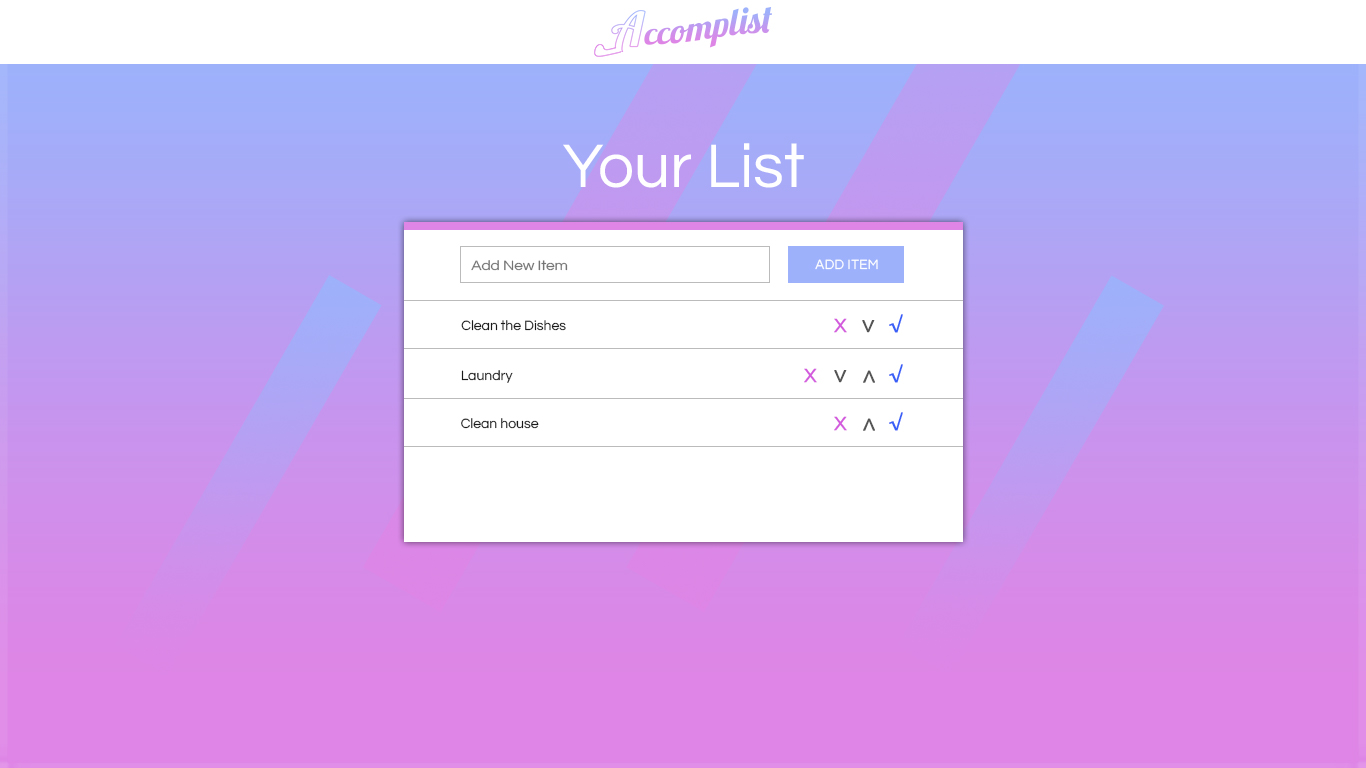 Accomplist
Your List
Add New Item ADD ITEM
Clean the Dishes X V √
Laundry X V Λ √
Clean house X Λ √